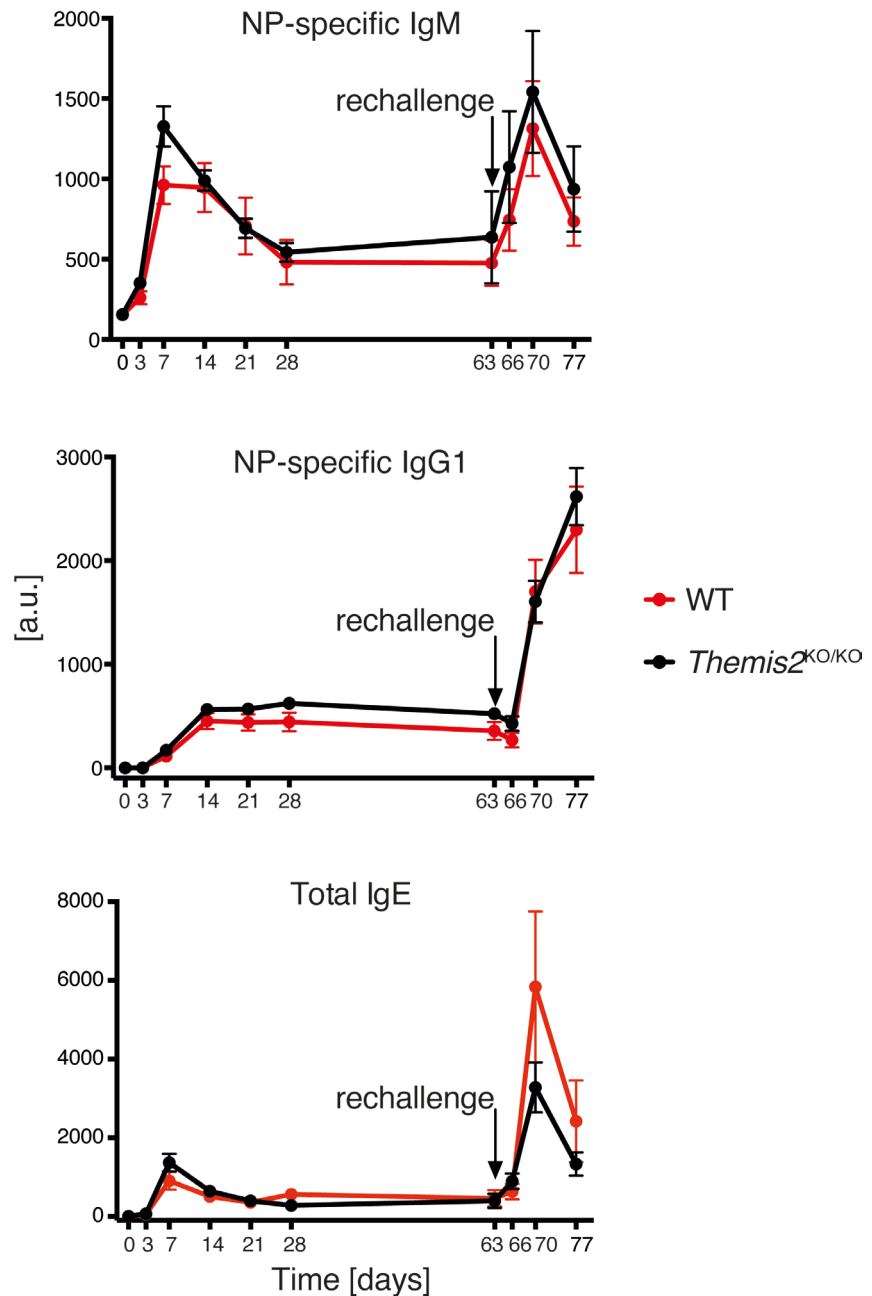 NP-specific IgM
2000
1500
1000
500
0
rechallenge
0 3 7 14 21 28 63 66 70 77
NP-specific IgG1
3000
2000
1000
0
[a.u.]
rechallenge
0 3 7 14 21 28 63 66 70 77
WT
Themis2KO/KO
Total IgE
8000
6000
4000
2000
0
rechallenge
0 3 7 14 21 28 63 66 70 77
Time [days]